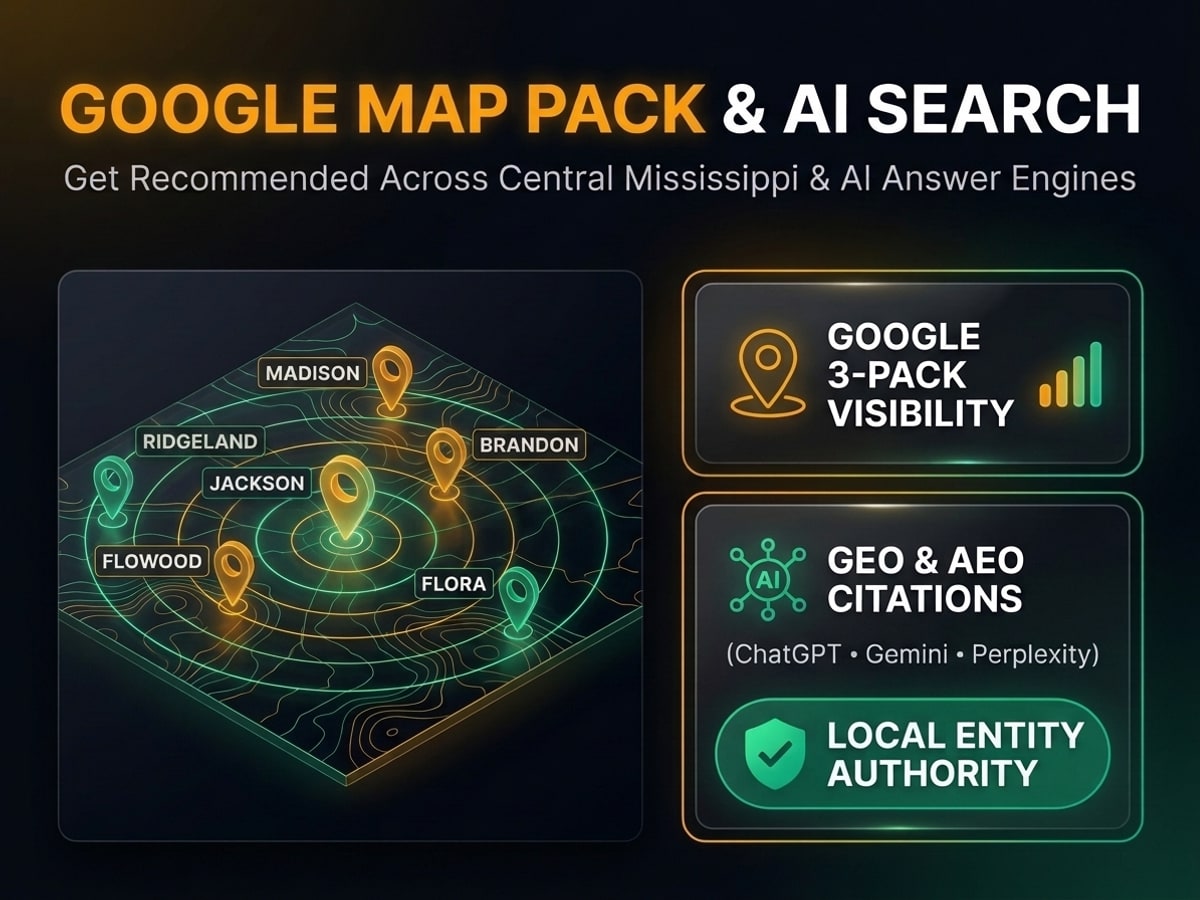 GOOGLE MAP PACK & AI SEARCH
Get Recommended Across Central Mississippi & AI Answer Engines
MADISON
RIDGELAND
BRANDON
JACKSON
FLOWOOD
FLORA
GOOGLE
3-PACK
VISIBILITY
AI
GEO & AEO
CITATIONS
(ChatGPT • Gemini • Perplexity)
LOCAL ENTITY
AUTHORITY